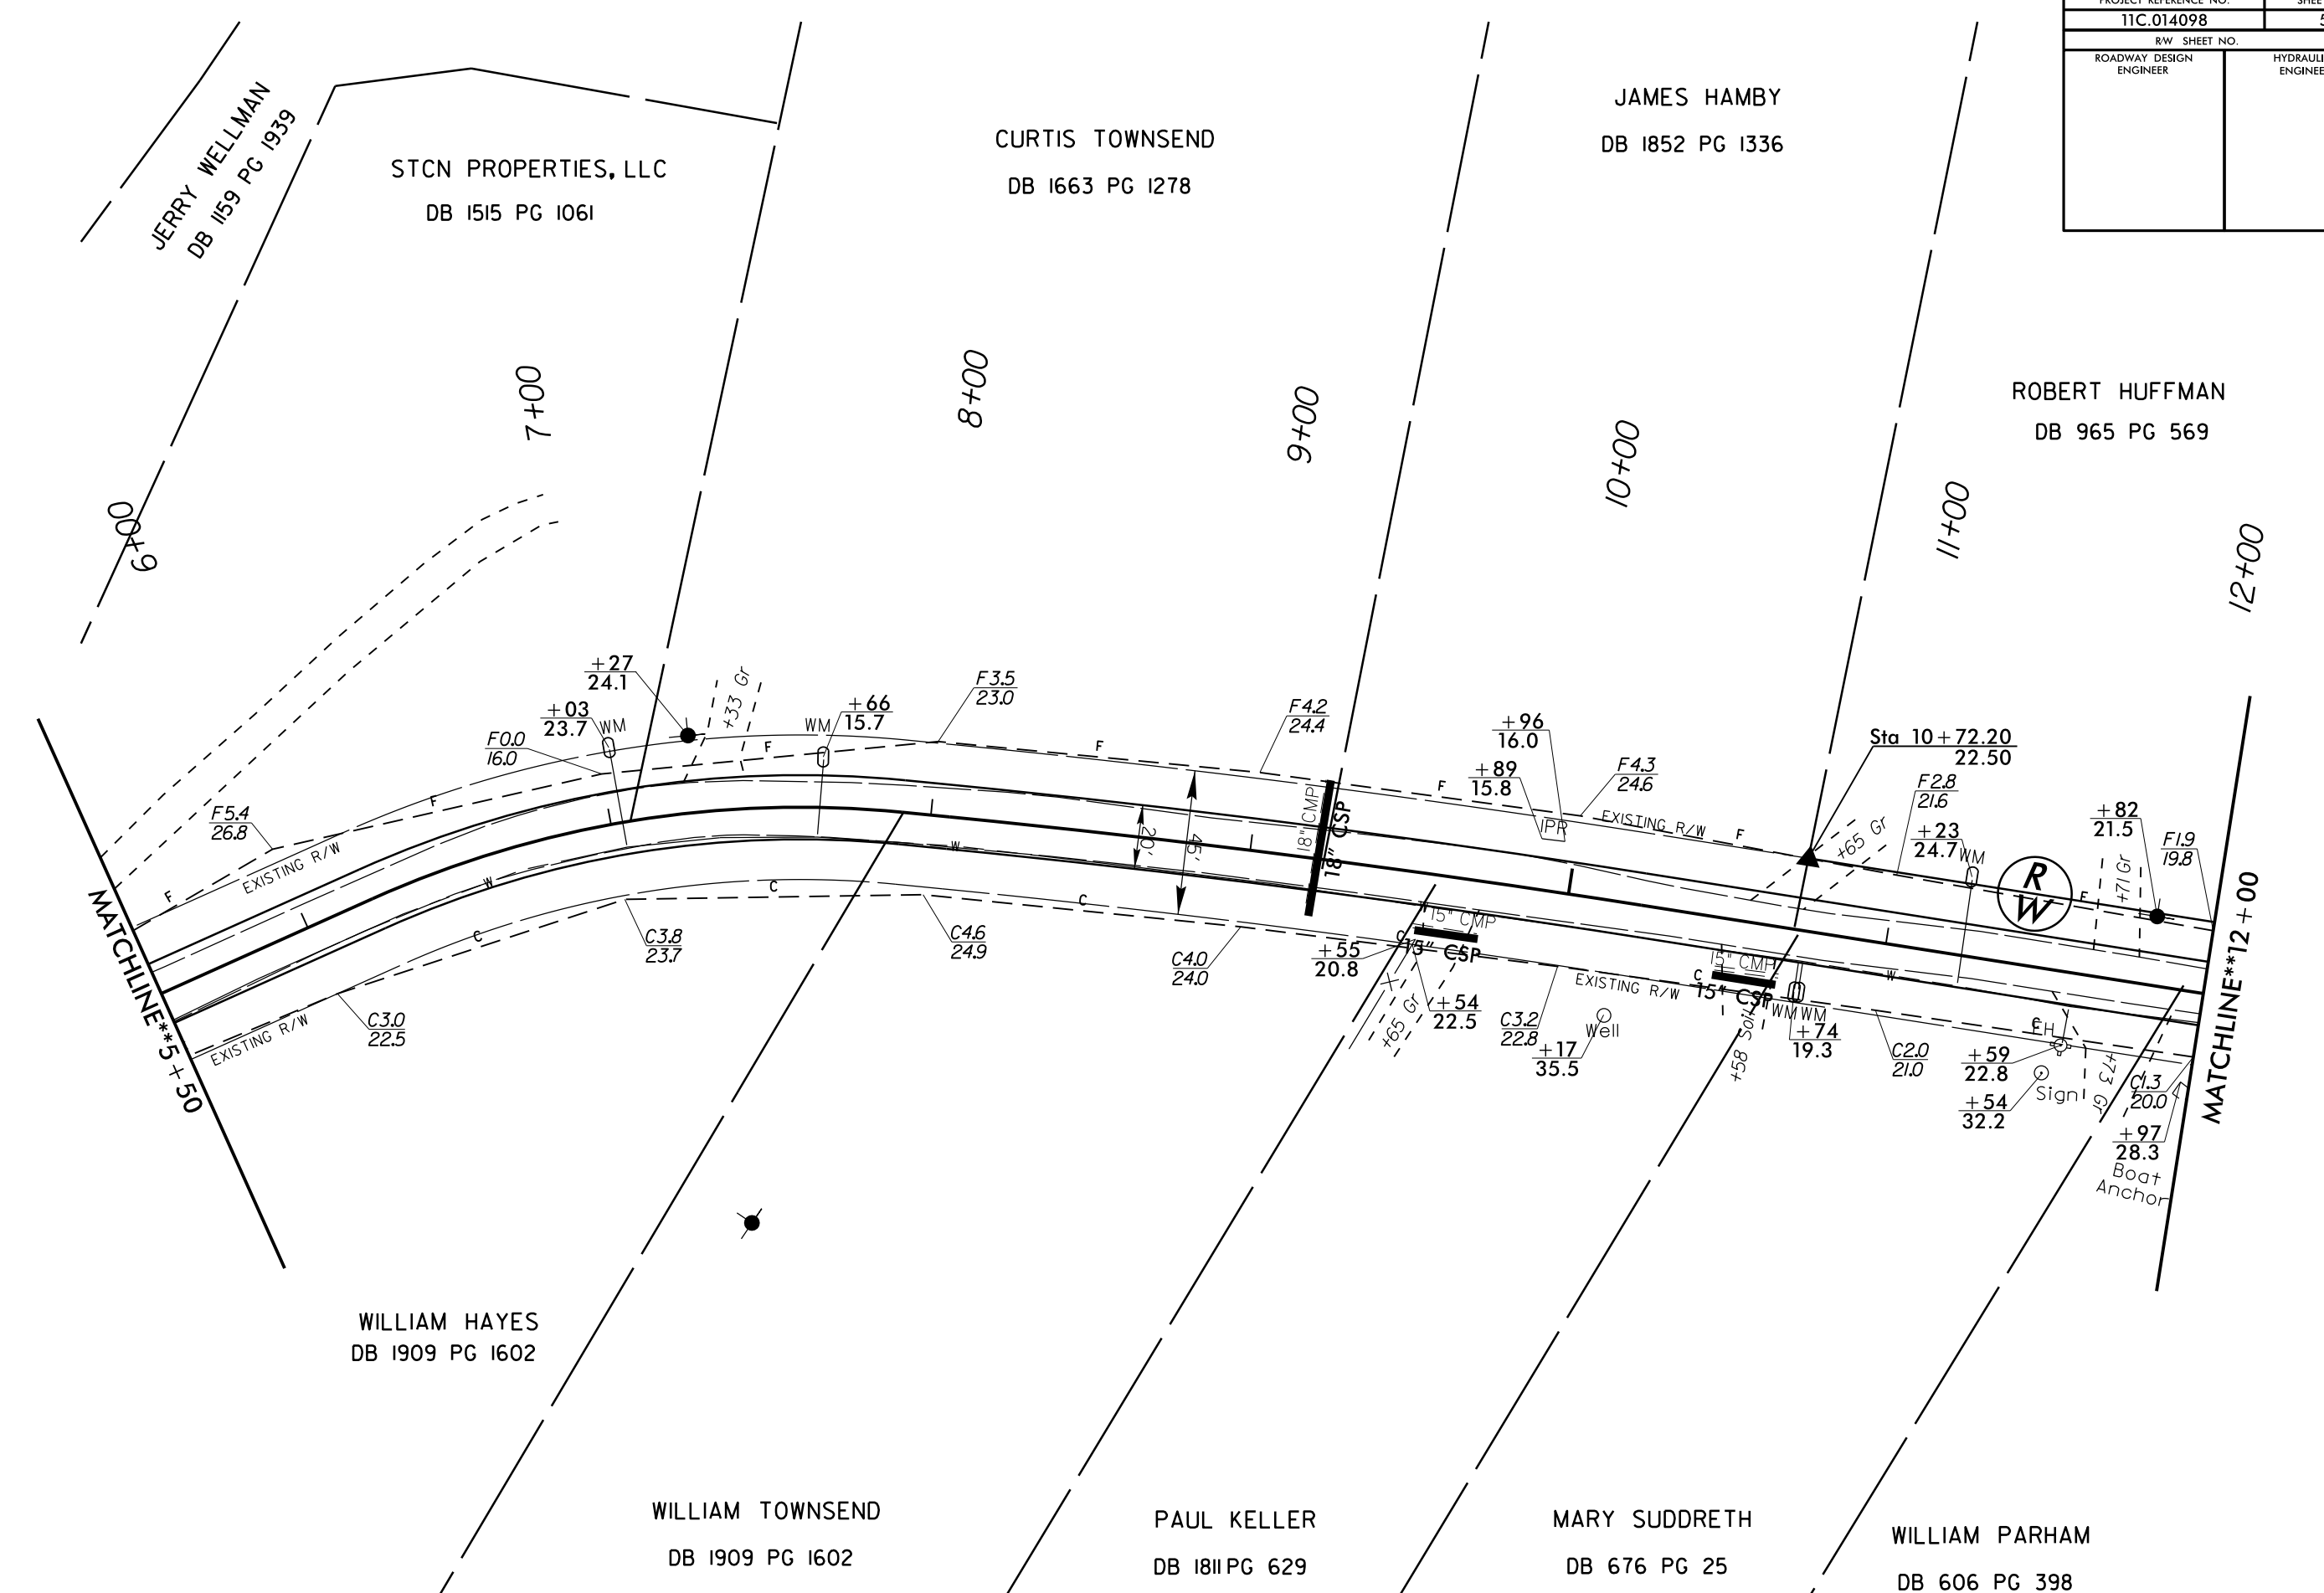 PROJECT REFERENCE NO.
11C.014098
5
R/W SHEET NO.
ROADWAY DESIGN
ENGINEER
JAMES HAMBY
DB 1852 PG 1336
CURTIS TOWNSEND
DB 1663 PG 1278
STCN PROPERTIES, LLC
DB 1515 PG 1061
JERRY WELLMAN
DB 1159 PG 1939
ROBERT HUFFMAN
DB 965 PG 569
6+00
7+00
8+00
9+00
10+00
11+00
12+00
+27
24.1
+33 Gr
F3.5
23.0
+03
23.7
WM
WM
+66
15.7
F0.0
16.0
F4.2
24.4
+96
16.0
+89
15.8
F4.3
24.6
Sta 10+72.20
22.50
F2.8
21.6
+82
21.5
F1.9
19.8
+23
24.7
WM
+65 Gr
+71 Gr
F5.4
26.8
F
F
F
F
F
F
F
EXISTING R/W
EXISTING R/W
IPR
20'
45'
18" CMP
18" CSP
R
W
W
W
W
MATCHLINE**5+50
MATCHLINE**12+00
C
C
C
C
C
C
C3.8
23.7
C4.6
24.9
C4.0
24.0
15" CMP
15" CSP
+55
20.8
+54
22.5
+65 Gr
X
C3.2
22.8
EXISTING R/W
15" CMP
15" CSP
WM
WM
+58 Soil
+74
19.3
C3.0
22.5
EXISTING R/W
+17
35.5
Well
C2.0
21.0
+59
22.8
FH
+54
32.2
Sign
+73 Gr
C1.3
20.0
+97
28.3
Boat
Anchor
WILLIAM HAYES
DB 1909 PG 1602
WILLIAM TOWNSEND
DB 1909 PG 1602
PAUL KELLER
DB 1811 PG 629
MARY SUDDRETH
DB 676 PG 25
WILLIAM PARHAM
DB 606 PG 398